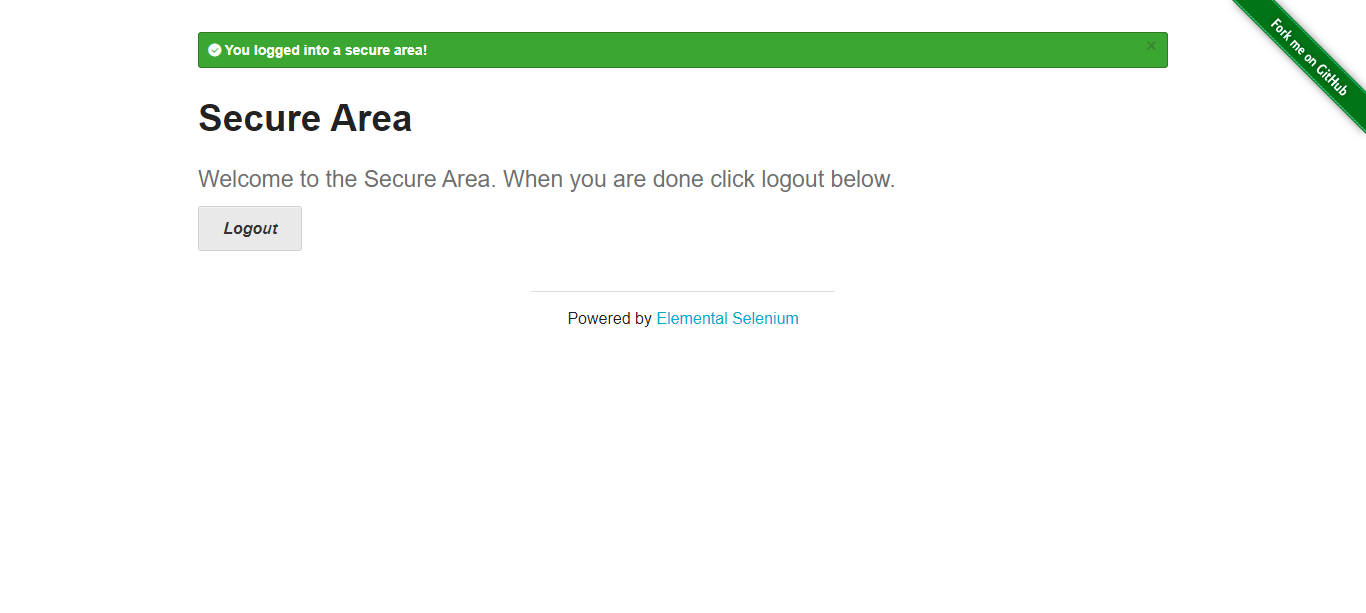 You logged into a secure area!
×
Fork me on GitHub
Secure Area
Welcome to the Secure Area. When you are done click logout below.
Logout
Powered by Elemental Selenium